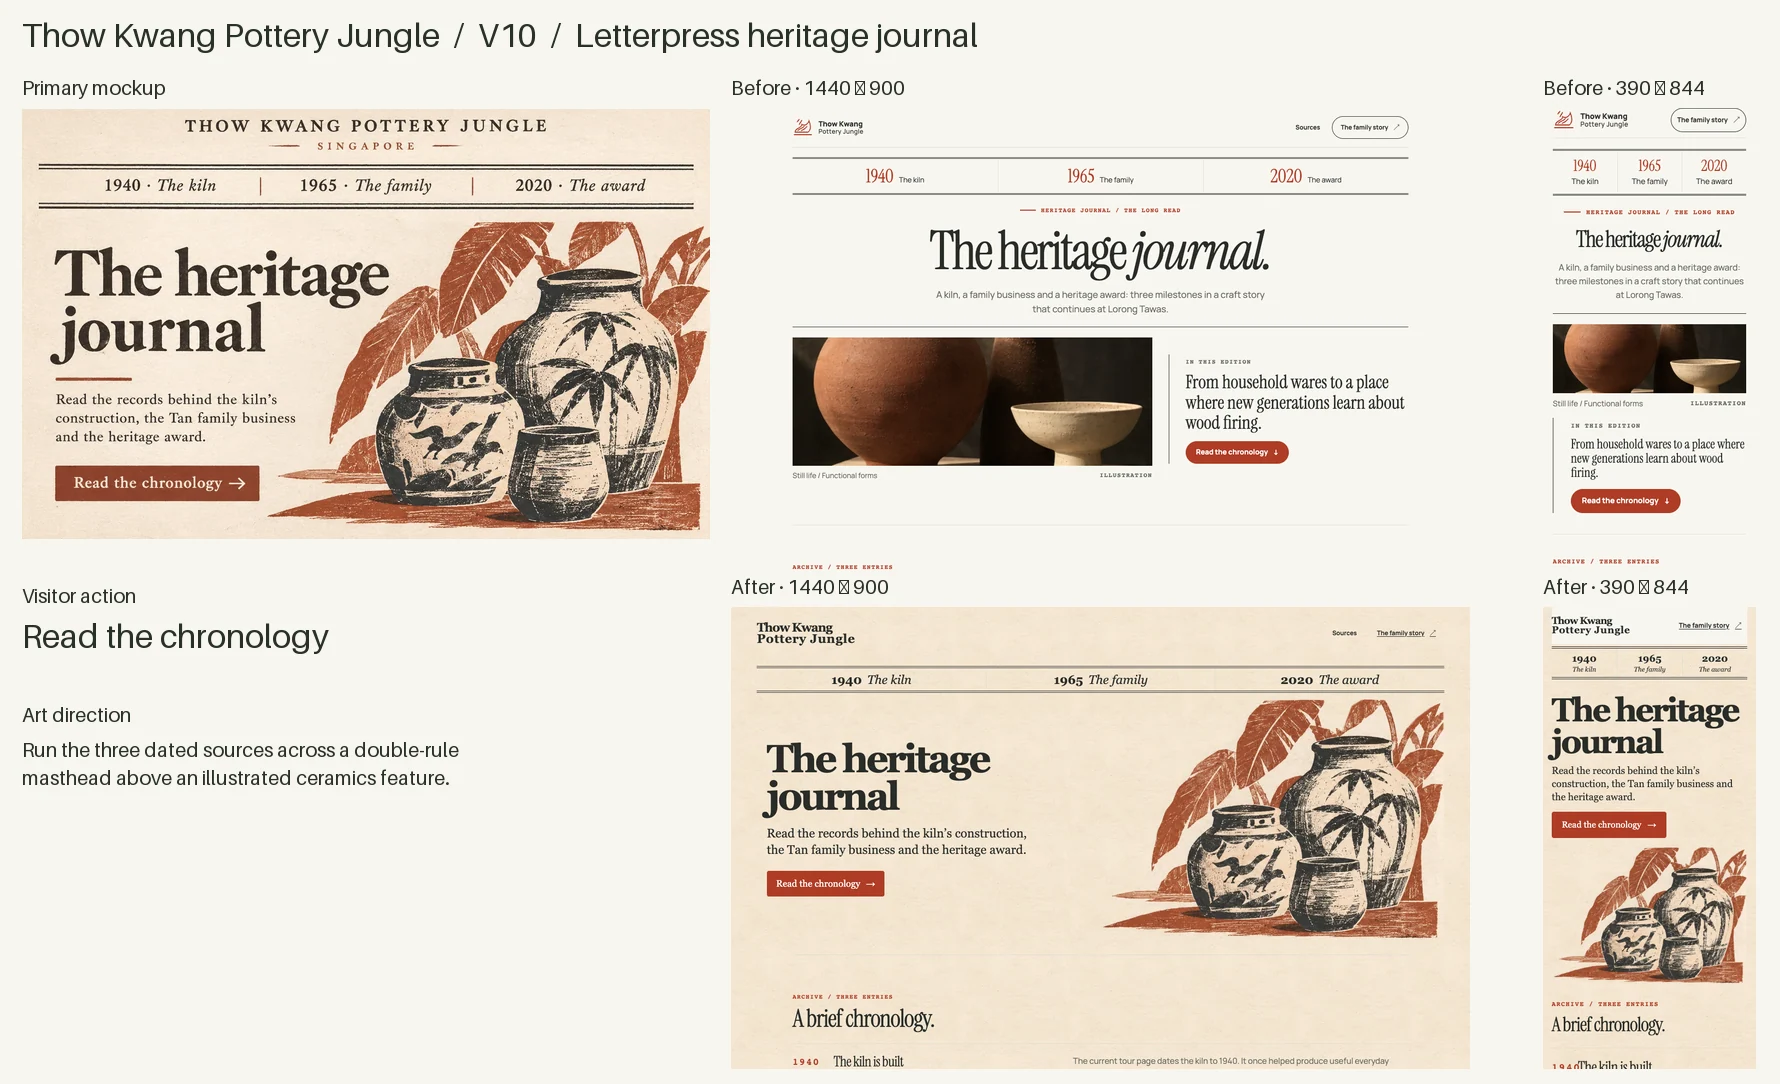 Thow Kwang Pottery Jungle / V10 / Letterpress heritage journal
Primary mockup
THOW KWANG POTTERY JUNGLE
SINGAPORE
1940 · The kiln | 1965 · The family | 2020 · The award
The heritage
journal
Read the records behind the kiln's
construction, the Tan family business
and the heritage award.
Read the chronology →
Visitor action
Read the chronology
Art direction
Run the three dated sources across a double-rule
masthead above an illustrated ceramics feature.
Before · 1440 900
Thow Kwang
Pottery Jungle
Sources
The family story ↗
1940 The kiln
1965 The family
2020 The award
HERITAGE JOURNAL / THE LONG READ
The heritage journal.
A kiln, a family business and a heritage award: three milestones in a craft story
that continues at Lorong Tawas.
Still life / Functional forms
ILLUSTRATION
IN THIS EDITION
From household wares to a place
where new generations learn about
wood firing.
Read the chronology ↓
ARCHIVE / THREE ENTRIES
Before · 390 844
Thow Kwang
Pottery Jungle
The family story ↗
1940
The kiln
1965
The family
2020
The award
HERITAGE JOURNAL / THE LONG READ
The heritage journal.
A kiln, a family business and a heritage award:
three milestones in a craft story that continues
at Lorong Tawas.
Still life / Functional forms
ILLUSTRATION
IN THIS EDITION
From household wares to a place where
new generations learn about wood
firing.
Read the chronology ↓
ARCHIVE / THREE ENTRIES
After · 1440 900
Thow Kwang
Pottery Jungle
Sources
The family story ↗
1940 The kiln
1965 The family
2020 The award
The heritage
journal
Read the records behind the kiln's construction,
the Tan family business and the heritage award.
Read the chronology →
ARCHIVE / THREE ENTRIES
A brief chronology.
1940
The kiln is built
The current tour page dates the kiln to 1940. It once helped produce useful everyday
After · 390 844
Thow Kwang
Pottery Jungle
The family story ↗
1940
The kiln
1965
The family
2020
The award
The heritage
journal
Read the records behind the kiln's
construction, the Tan family business and
the heritage award.
Read the chronology →
ARCHIVE / THREE ENTRIES
A brief chronology.
1940 The kiln is built